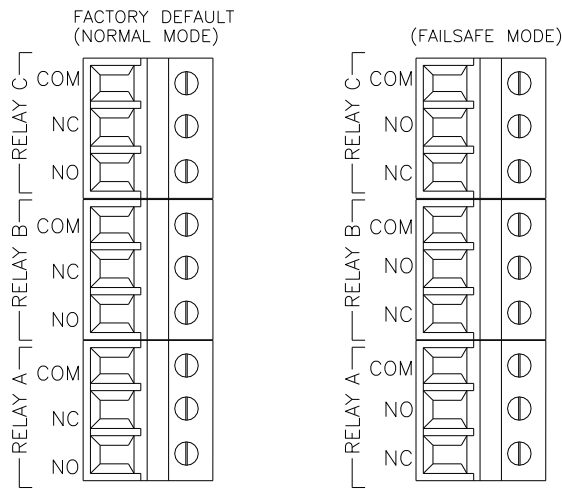 FACTORY DEFAULT
(NORMAL MODE)
RELAY C
COM
NC
NO
RELAY B
COM
NC
NO
RELAY A
COM
NC
NO
(FAILSAFE MODE)
RELAY C
COM
NO
NC
RELAY B
COM
NO
NC
RELAY A
COM
NO
NC